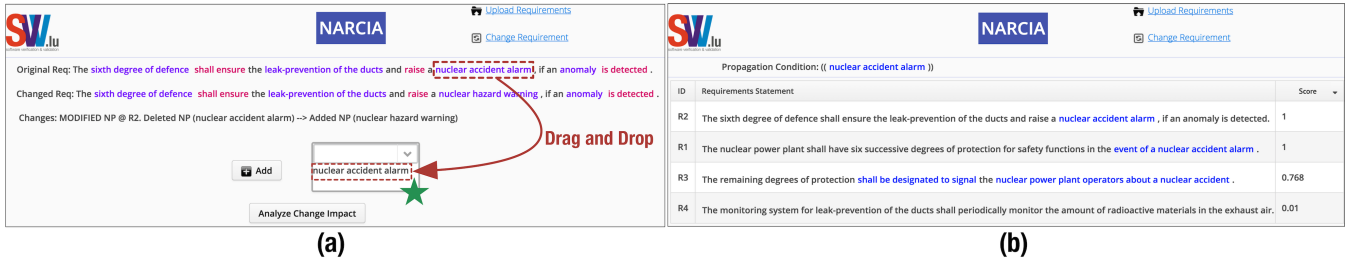 SW.lu
software verification & validation
NARCIA
Upload Requirements
Change Requirement
Original Req: The sixth degree of defence shall ensure the leak-prevention of the ducts and raise a nuclear accident alarm, if an anomaly is detected .
Changed Req: The sixth degree of defence shall ensure the leak-prevention of the ducts and raise a nuclear hazard warning , if an anomaly is detected .
Changes: MODIFIED NP @ R2. Deleted NP (nuclear accident alarm) --> Added NP (nuclear hazard warning)
Drag and Drop
Add
nuclear accident alarm
Analyze Change Impact
(a)
SW.lu
software verification & validation
NARCIA
Upload Requirements
Change Requirement
Propagation Condition: (( nuclear accident alarm ))
ID Requirements Statement Score
R2 The sixth degree of defence shall ensure the leak-prevention of the ducts and raise a nuclear accident alarm , if an anomaly is detected. 1
R1 The nuclear power plant shall have six successive degrees of protection for safety functions in the event of a nuclear accident alarm . 1
R3 The remaining degrees of protection shall be designated to signal the nuclear power plant operators about a nuclear accident . 0.768
R4 The monitoring system for leak-prevention of the ducts shall periodically monitor the amount of radioactive materials in the exhaust air. 0.01
(b)